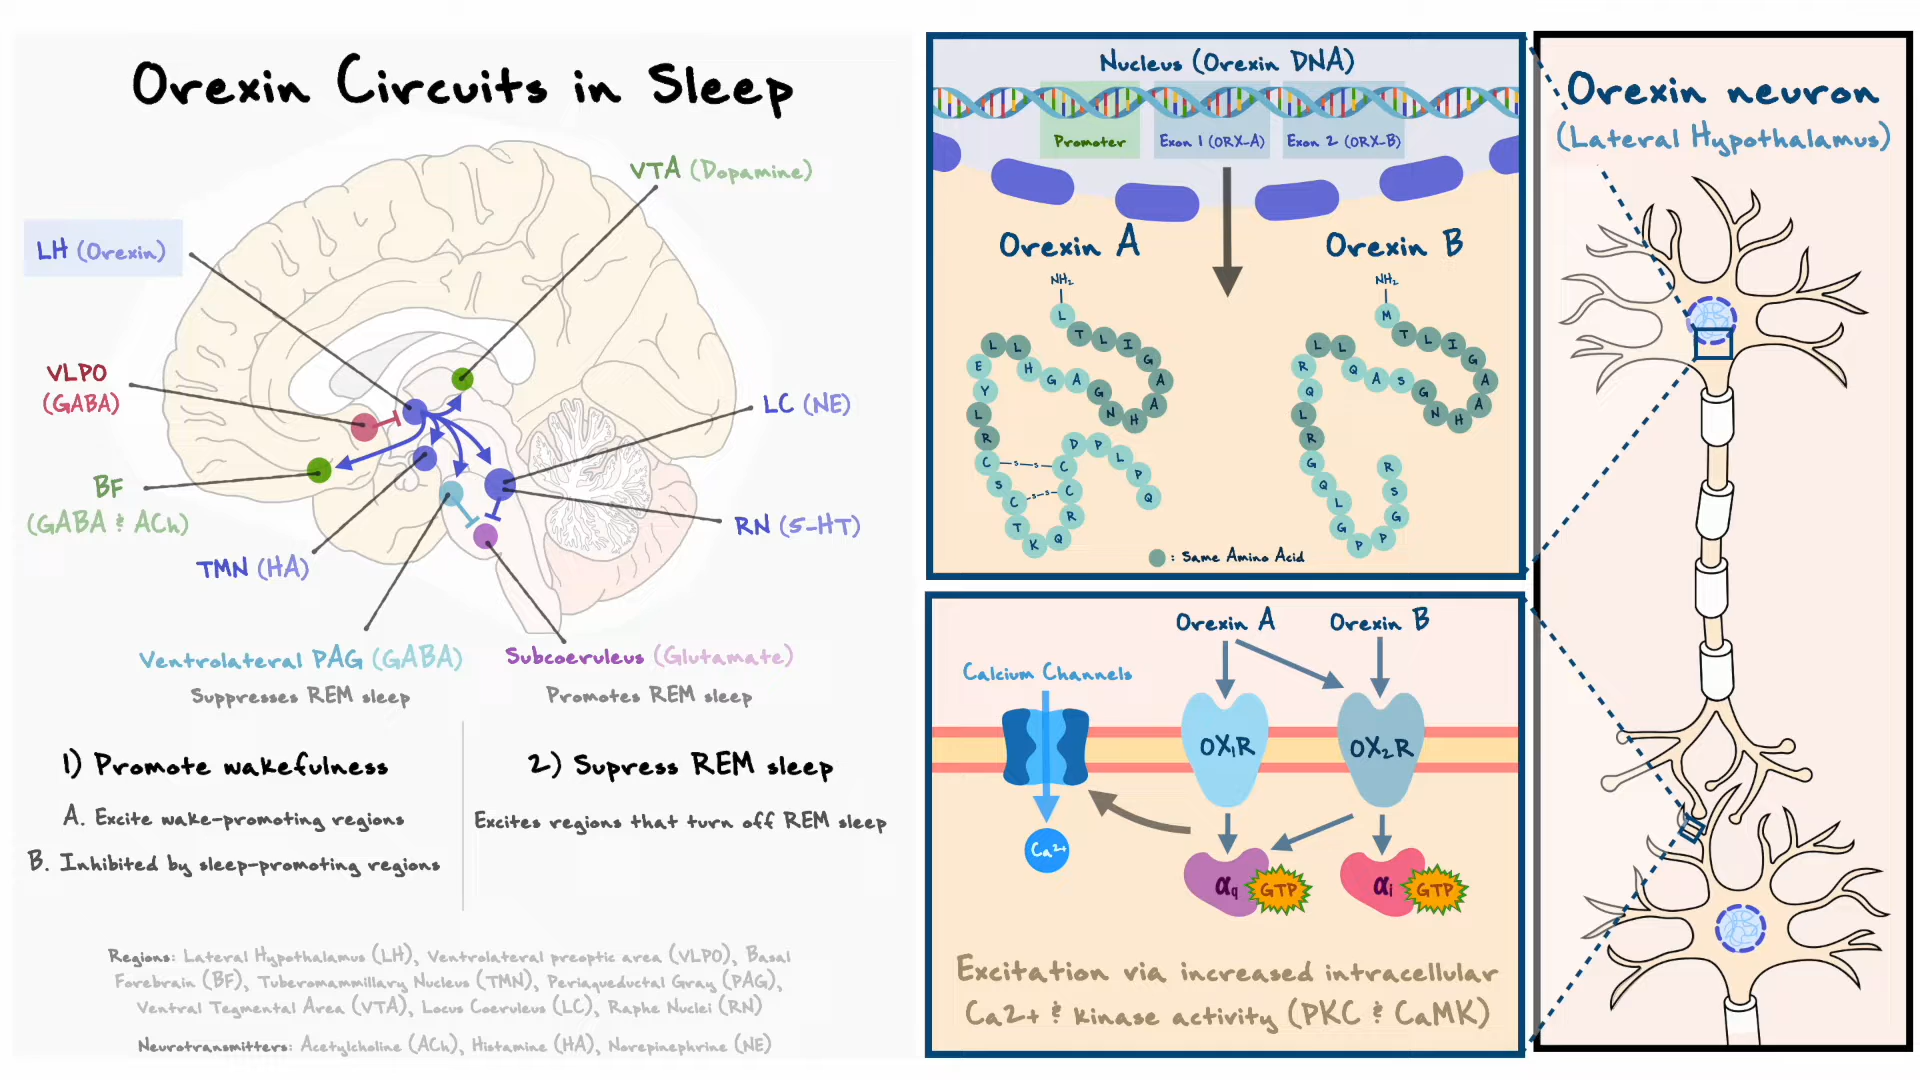 Orexin Circuits in Sleep
VTA (Dopamine)
LH (Orexin)
VLPO
(GABA)
LC (NE)
BF
(GABA & ACh)
RN (5-HT)
TMN (HA)
Ventrolateral PAG (GABA)
Suppresses REM sleep
Subcoeruleus (Glutamate)
Promotes REM sleep
1) Promote wakefulness
A. Excite wake-promoting regions
B. Inhibited by sleep-promoting regions
2) Supress REM sleep
Excites regions that turn off REM sleep
Regions: Lateral Hypothalamus (LH), Ventrolateral preoptic area (VLPO), Basal
Forebrain (BF), Tuberomammillary Nucleus (TMN), Periaqueductal Gray (PAG),
Ventral Tegmental Area (VTA), Locus Coeruleus (LC), Raphe Nuclei (RN)
Neurotransmitters: Acetylcholine (ACh), Histamine (HA), Norepinephrine (NE)
Nucleus (Orexin DNA)
Promoter
Exon 1 (ORX-A)
Exon 2 (ORX-B)
Orexin A
NH₂
L T L I G A A H N G A G H L L E Y L R C S C T K Q R C C D P L P Q
s-s
s-s
Orexin B
NH₂
M T L I G A A H N G S A Q L L R Q L R G Q L G P P G S R
: Same Amino Acid
Orexin A
Orexin B
Calcium Channels
OX₁R
OX₂R
Ca²⁺
αq
GTP
αi
GTP
Excitation via increased intracellular
Ca2+ & kinase activity (PKC & CaMK)
Orexin neuron
(Lateral Hypothalamus)